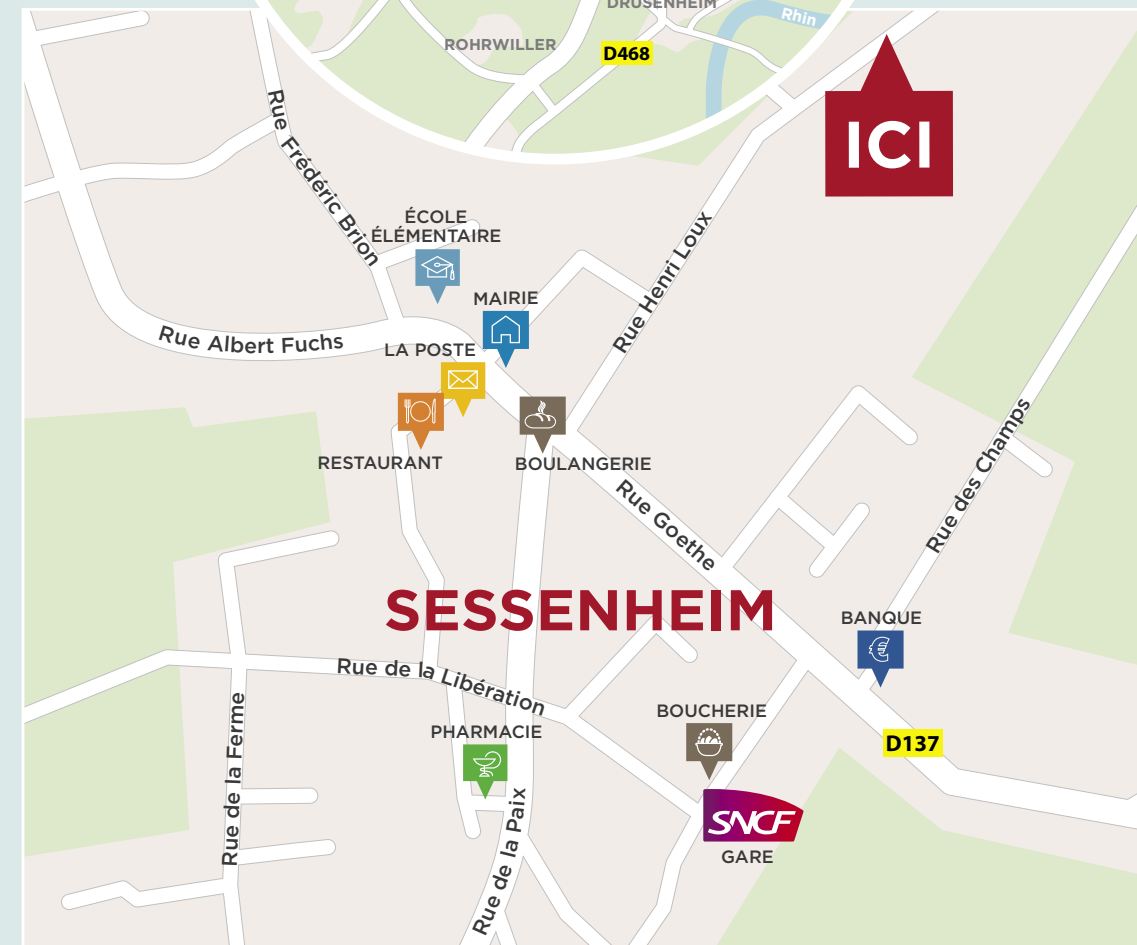 DRUSENHEIM
Rhin
ROHRWILLER
D468
ICI
Rue Frédéric Brion
ÉCOLE
ÉLÉMENTAIRE
Rue Henri Loux
MAIRIE
Rue Albert Fuchs
LA POSTE
RESTAURANT
BOULANGERIE
Rue des Champs
Rue Goethe
SESSENHEIM
BANQUE
Rue de la Libération
Rue de la Ferme
BOUCHERIE
PHARMACIE
D137
Rue de la Paix
SNCF
GARE